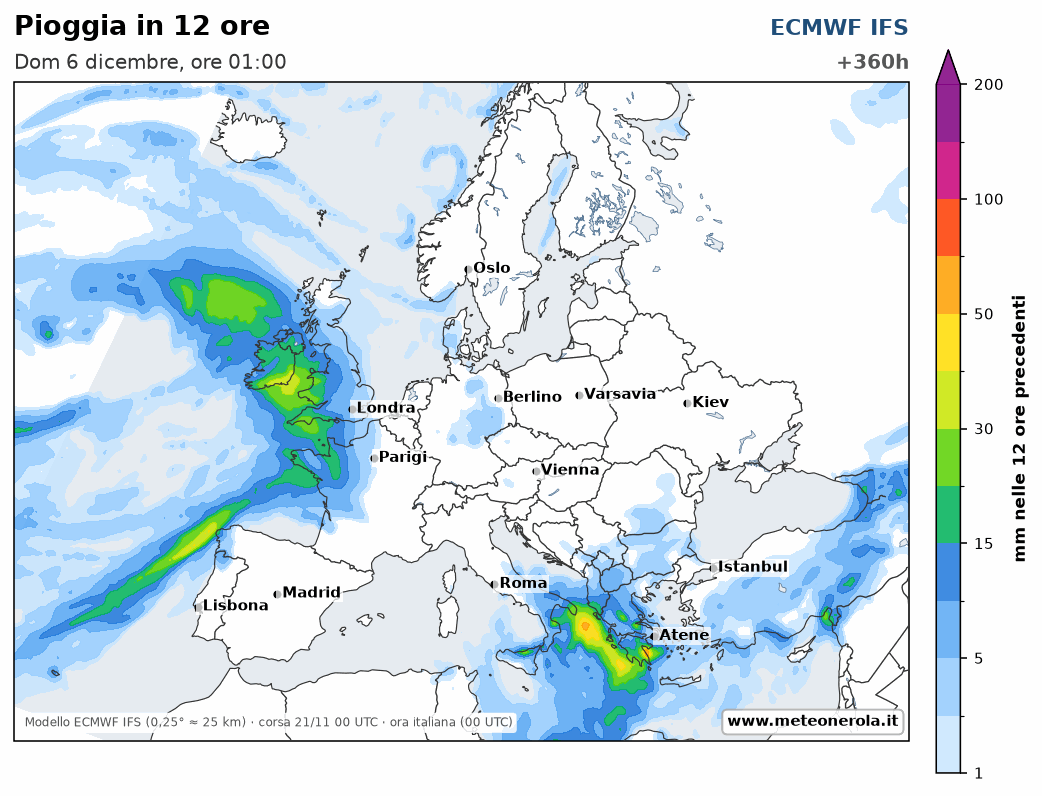 Pioggia in 12 ore
ECMWF IFS
Dom 6 dicembre, ore 01:00
+360h
200
100
50
30
15
5
1
mm nelle 12 ore precedenti
Oslo
Londra
Berlino
Varsavia
Kiev
Parigi
Vienna
Istanbul
Roma
Madrid
Lisbona
Atene
Modello ECMWF IFS (0,25° ≈ 25 km) · corsa 21/11 00 UTC · ora italiana (00 UTC)
www.meteonerola.it